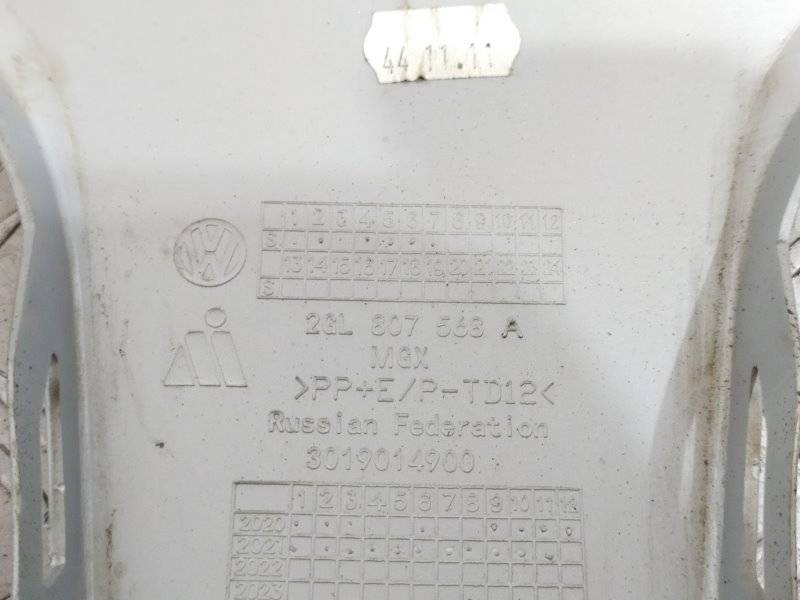 44 11.11
1 2 3 4 5 6 7 8 9 10 11 12
S
13 14 15 16 17 18 19 20 21 22 23 24
S
2GL 807 568 A
MGX
>PP+E/P-TD12<
Russian Federation
3019014900
1 2 3 4 5 6 7 8 9 10 11 12
2020
2021
2022
2023